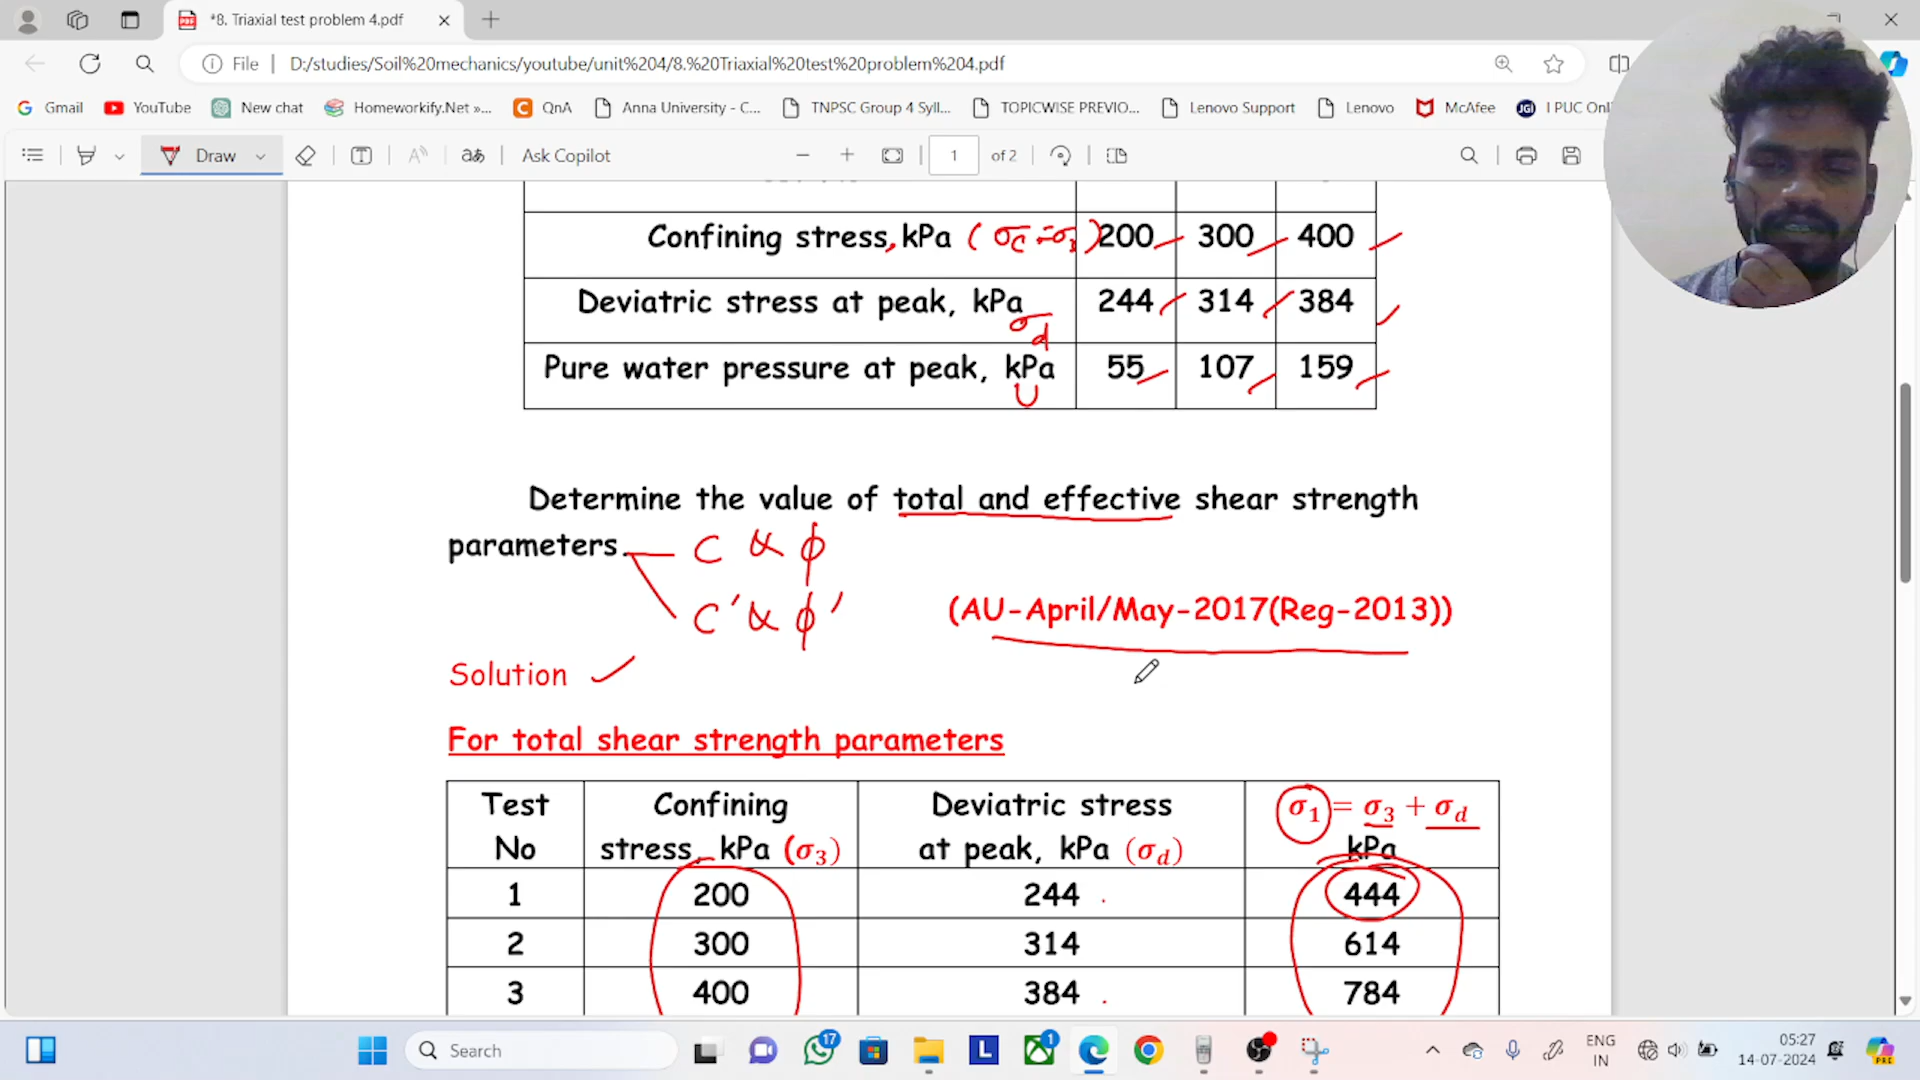 *8. Triaxial test problem 4.pdf
File D:/studies/Soil%20mechanics/youtube/unit%204/8.%20Triaxial%20test%20problem%204.pdf
Gmail YouTube New chat Homeworkify.Net »... QnA Anna University - C... TNPSC Group 4 Syll... TOPICWISE PREVIO... Lenovo Support Lenovo McAfee I PUC Onl
Draw Ask Copilot 1 of 2
Confining stress, kPa (σc = σ3) 200 300 400
Deviatric stress at peak, kPa 244 314 384
σd
Pure water pressure at peak, kPa 55 107 159
U
Determine the value of total and effective shear strength
parameters. C & ϕ
C' & ϕ'
(AU-April/May-2017(Reg-2013))
Solution
For total shear strength parameters
Test No Confining stress, kPa (σ3) Deviatric stress at peak, kPa (σd) σ1 = σ3 + σd kPa
1 200 244 444
2 300 314 614
3 400 384 784
Search 17 L 1 ENG IN 05:27 14-07-2024 PRE